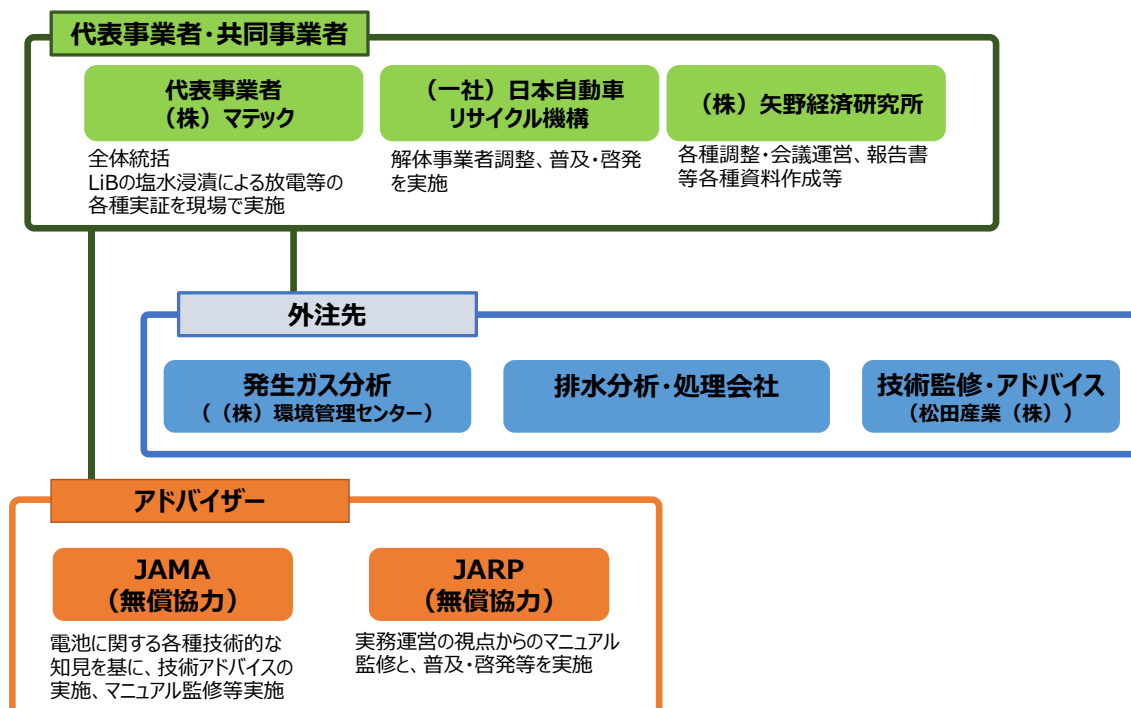 代表事業者・共同事業者
代表事業者
（株）マテック
全体統括
LiBの塩水浸漬による放電等の
各種実証を現場で実施
（一社）日本自動車
リサイクル機構
解体事業者調整、普及・啓発
を実施
（株）矢野経済研究所
各種調整・会議運営、報告書
等各種資料作成等
外注先
発生ガス分析
（（株）環境管理センター）
排水分析・処理会社
技術監修・アドバイス
（松田産業（株））
アドバイザー
JAMA
（無償協力）
電池に関する各種技術的な
知見を基に、技術アドバイスの
実施、マニュアル監修等実施
JARP
（無償協力）
実務運営の視点からのマニュアル
監修と、普及・啓発等を実施